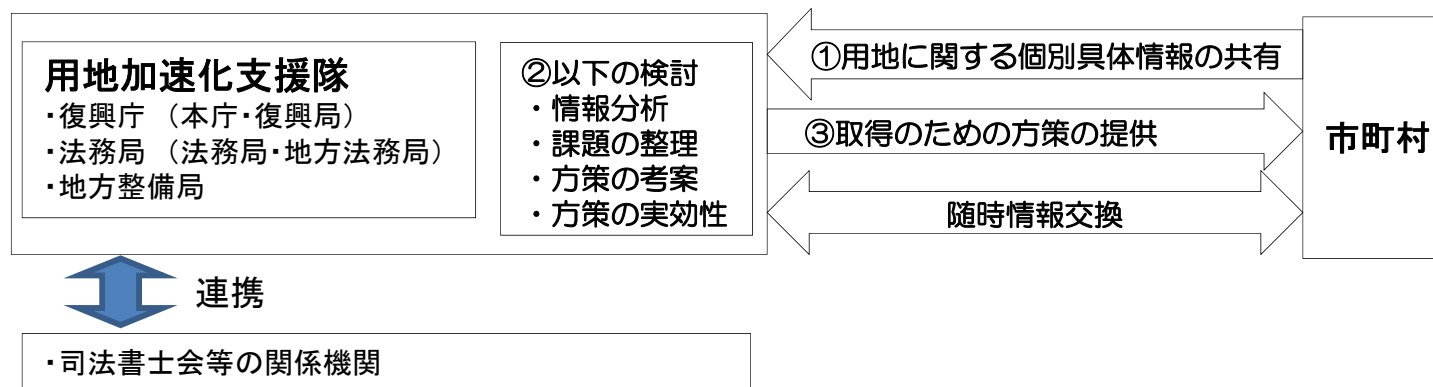 用地加速化支援隊
・復興庁 (本庁・復興局)
・法務局 (法務局・地方法務局)
・地方整備局
②以下の検討
・情報分析
・課題の整理
・方策の考案
・方策の実効性
①用地に関する個別具体情報の共有
③取得のための方策の提供
随時情報交換
市町村
連携
・司法書士会等の関係機関